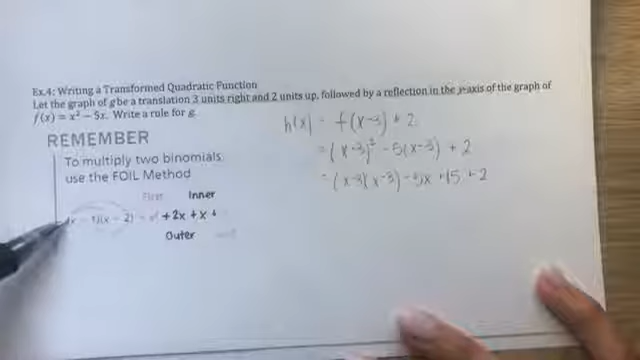 Ex.4: Writing a Transformed Quadratic Function
Let the graph of g be a translation 3 units right and 2 units up, followed by a reflection in the y-axis of the graph of
f(x) = x² − 5x. Write a rule for g.
h(x) = f(x-3) + 2
= (x-3)² - 5(x-3) + 2
= (x-3)(x-3) - 5x + 15 + 2
REMEMBER
To multiply two binomials
use the FOIL Method
First Inner
+ 2x + x +
Outer